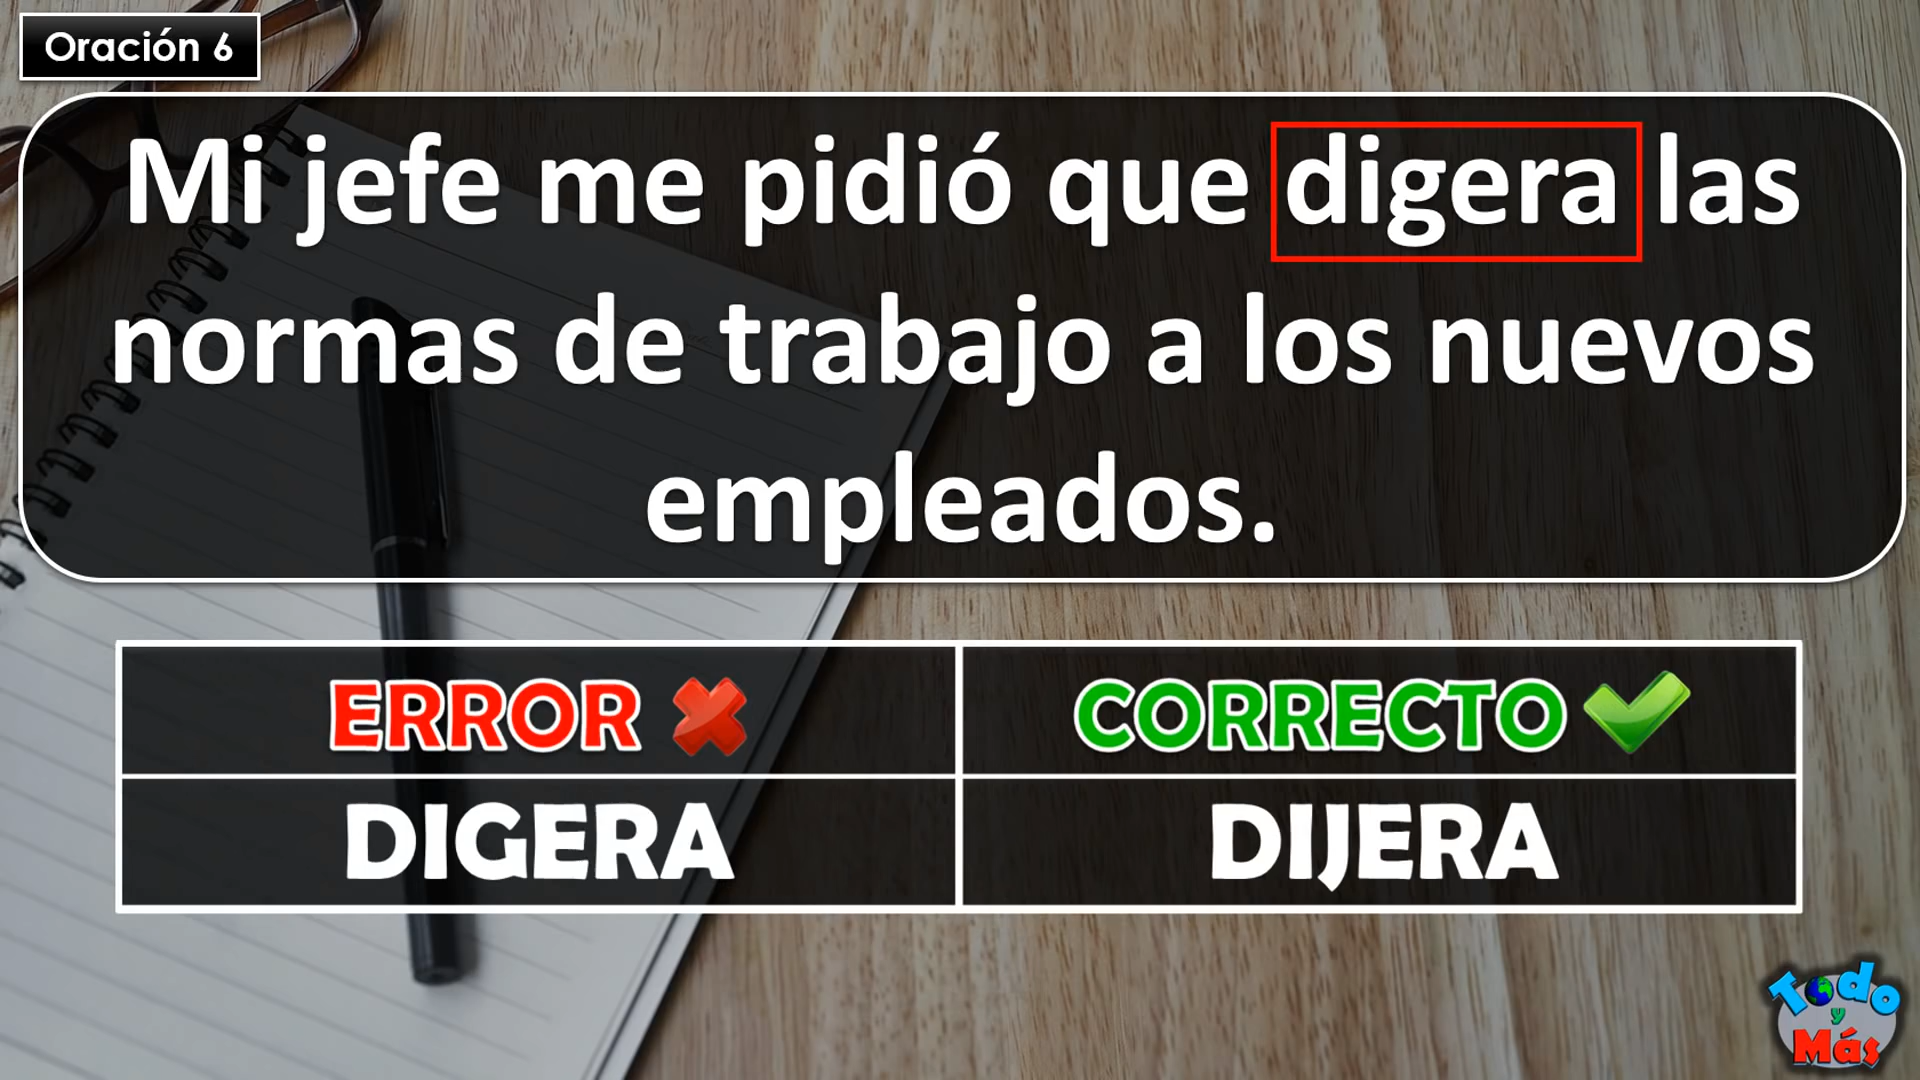 Oración 6
Mi jefe me pidió que digera las
normas de trabajo a los nuevos
empleados.
ERROR
CORRECTO
DIGERA
DIJERA
Todo
y
Más